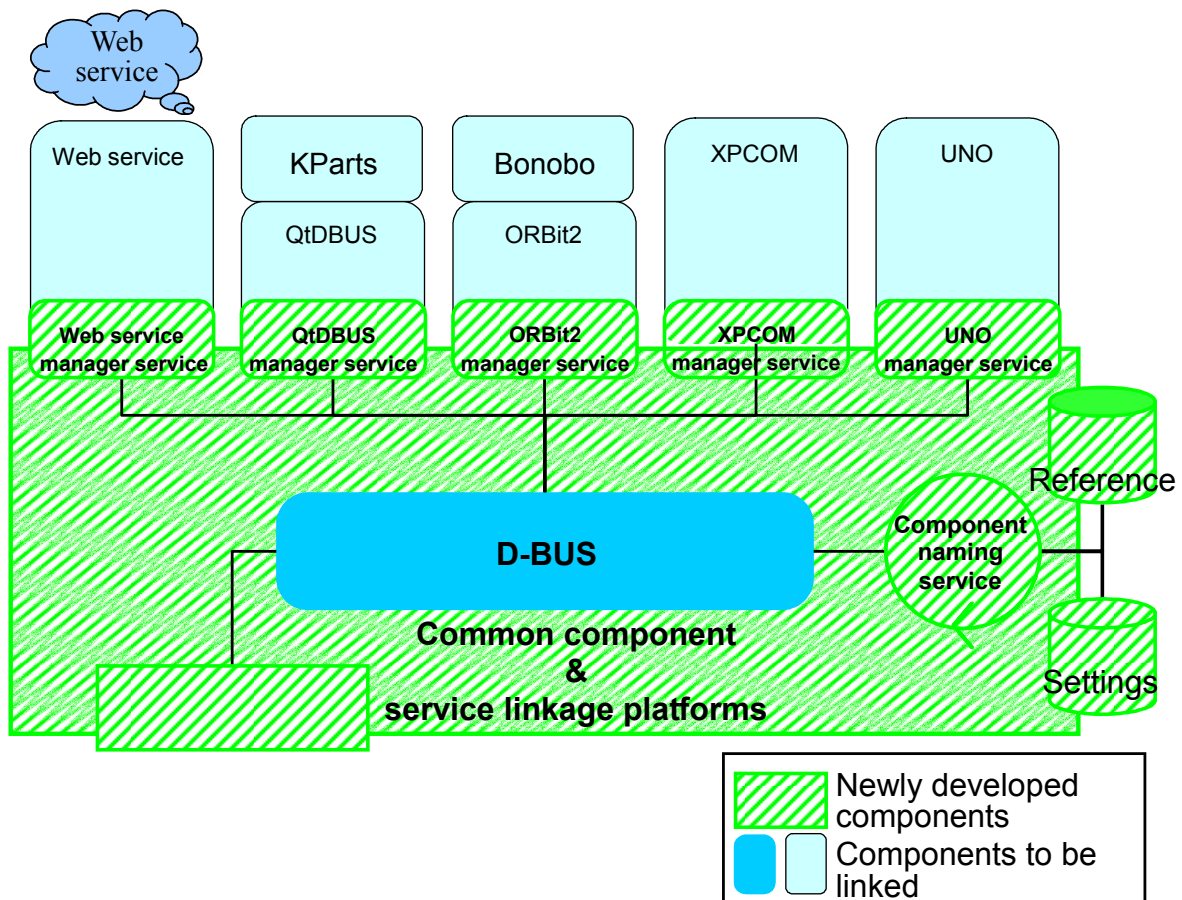 Web
service
Web service
KParts
Bonobo
XPCOM
UNO
QtDBUS
ORBit2
Web service
manager service
QtDBUS
manager service
ORBit2
manager service
XPCOM
manager service
UNO
manager service
Reference
Component
naming
service
D-BUS
Common component
&
service linkage platforms
Settings
Newly developed
components
Components to be
linked